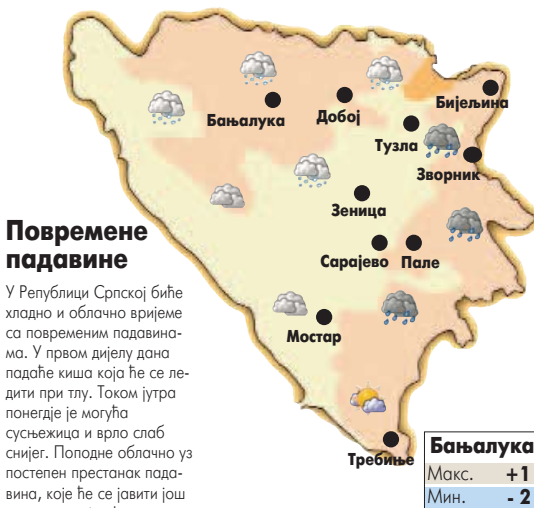 Бањалука
Добој
Бијељина
Тузла
Зворник
Зеница
Сарајево
Пале
Мостар
Требиње
Повремене
падавине
У Републици Српској биће
хладно и облачно вријеме
са повременим падавина-
ма. У првом дијелу дана
падаће киша која ће се ле-
дити при тлу. Током јутра
понегдје је могућа
сусњежица и врло слаб
снијег. Поподне облачно уз
постепен престанак пада-
вина, које ће се јавити још
Бањалука
Макс. +1
Мин. - 2